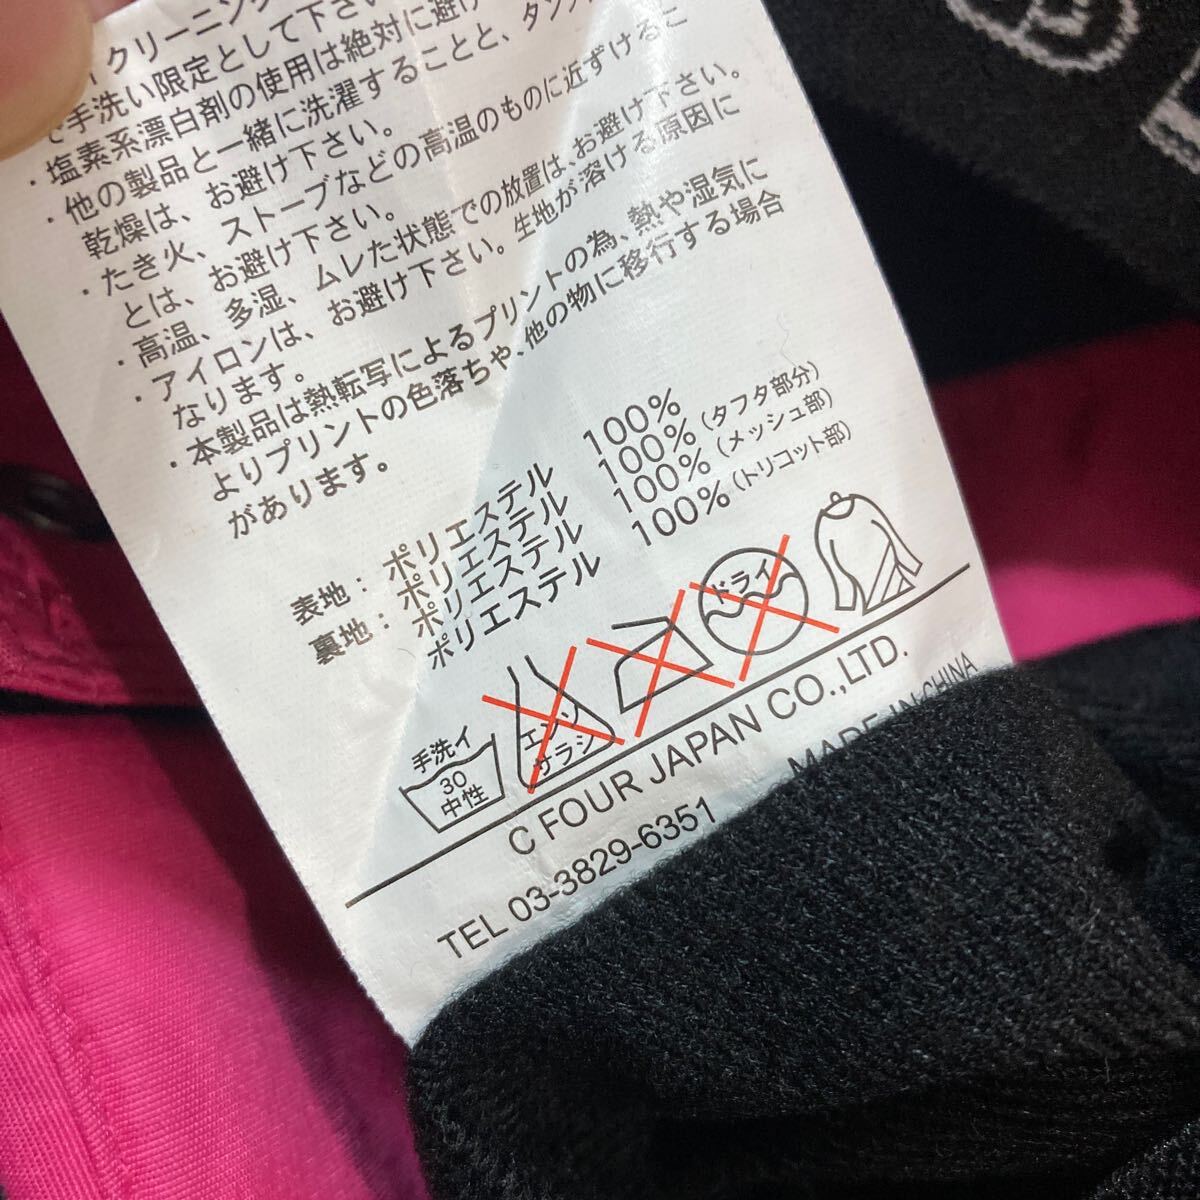 クリーニング
で手洗い限定として下さい
・塩素系漂白剤の使用は絶対に避け
・他の製品と一緒に洗濯することと、タンブ
乾燥は、お避け下さい。
・たき火、ストーブなどの高温のものに近ずけるこ
とは、お避け下さい。
・高温、多湿、ムレた状態での放置は、お避け下さい。
・アイロンは、お避け下さい。生地が溶ける原因に
なります。
・本製品は熱転写によるプリントの為、熱や湿気に
よりプリントの色落ちや、他の物に移行する場合
があります。
表地： ポリエステル 100%
裏地： ポリエステル 100% (タフタ部分)
ポリエステル 100% (メッシュ部)
ポリエステル 100% (トリコット部)
手洗イ
30
中性
エンソ
サラシ
ドライ
C FOUR JAPAN CO.,LTD.
TEL 03-3829-6351
MADE IN CHINA